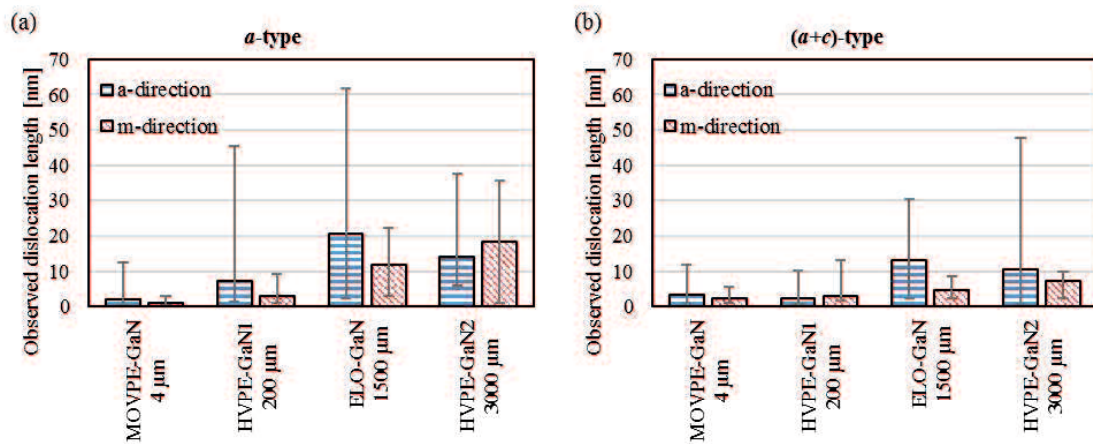 (a)
a-type
Observed dislocation length [nm]
70
60
50
40
30
20
10
0
a-direction
m-direction
MOVPE-GaN
4 μm
HVPE-GaN1
200 μm
ELO-GaN
1500 μm
HVPE-GaN2
3000 μm
(b)
(a+c)-type
Observed dislocation length [nm]
70
60
50
40
30
20
10
0
a-direction
m-direction
MOVPE-GaN
4 μm
HVPE-GaN1
200 μm
ELO-GaN
1500 μm
HVPE-GaN2
3000 μm